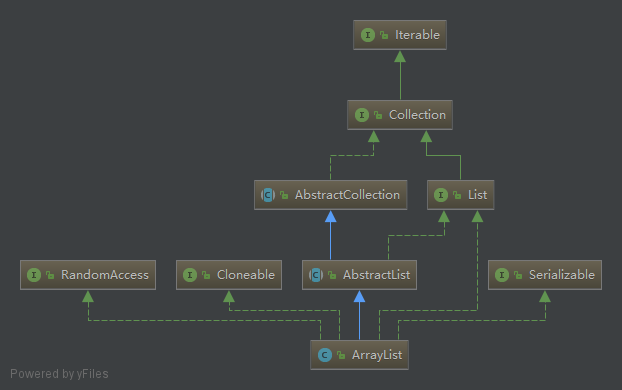 I Iterable
I Collection
C AbstractCollection
I List
I RandomAccess
I Cloneable
C AbstractList
I Serializable
C ArrayList
Powered by yFiles